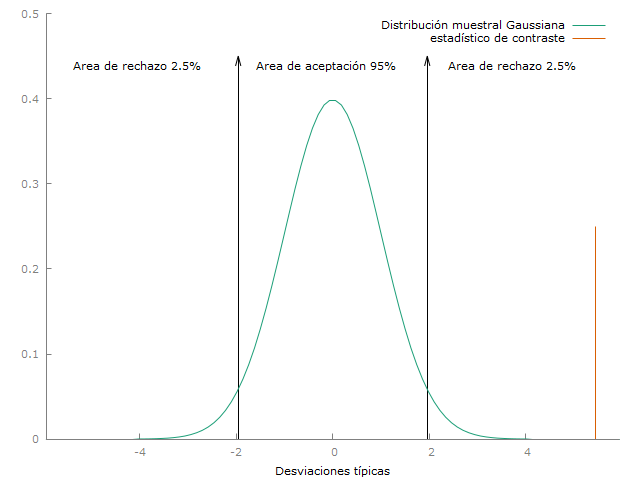 0.5
Distribución muestral Gaussiana
estadístico de contraste
Area de rechazo 2.5%
Area de aceptación 95%
Area de rechazo 2.5%
0.4
0.3
0.2
0.1
0
-4
-2
0
2
4
Desviaciones típicas